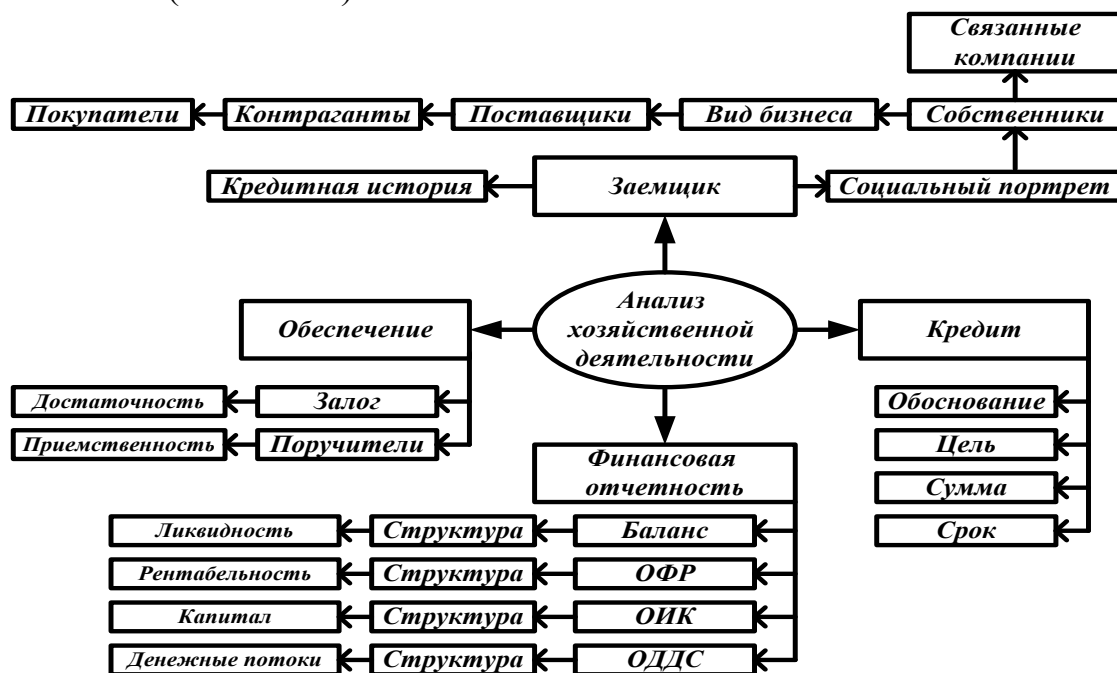 Связанные
компании
Покупатели
Контраганты
Поставщики
Вид бизнеса
Собственники
Кредитная история
Заемщик
Социальный портрет
Анализ
хозяйственной
деятельности
Обеспечение
Кредит
Достаточность
Залог
Обоснование
Приемственность
Поручители
Цель
Финансовая
отчетность
Сумма
Срок
Ликвидность
Структура
Баланс
Рентабельность
Структура
ОФР
Капитал
Структура
ОИК
Денежные потоки
Структура
ОДДС